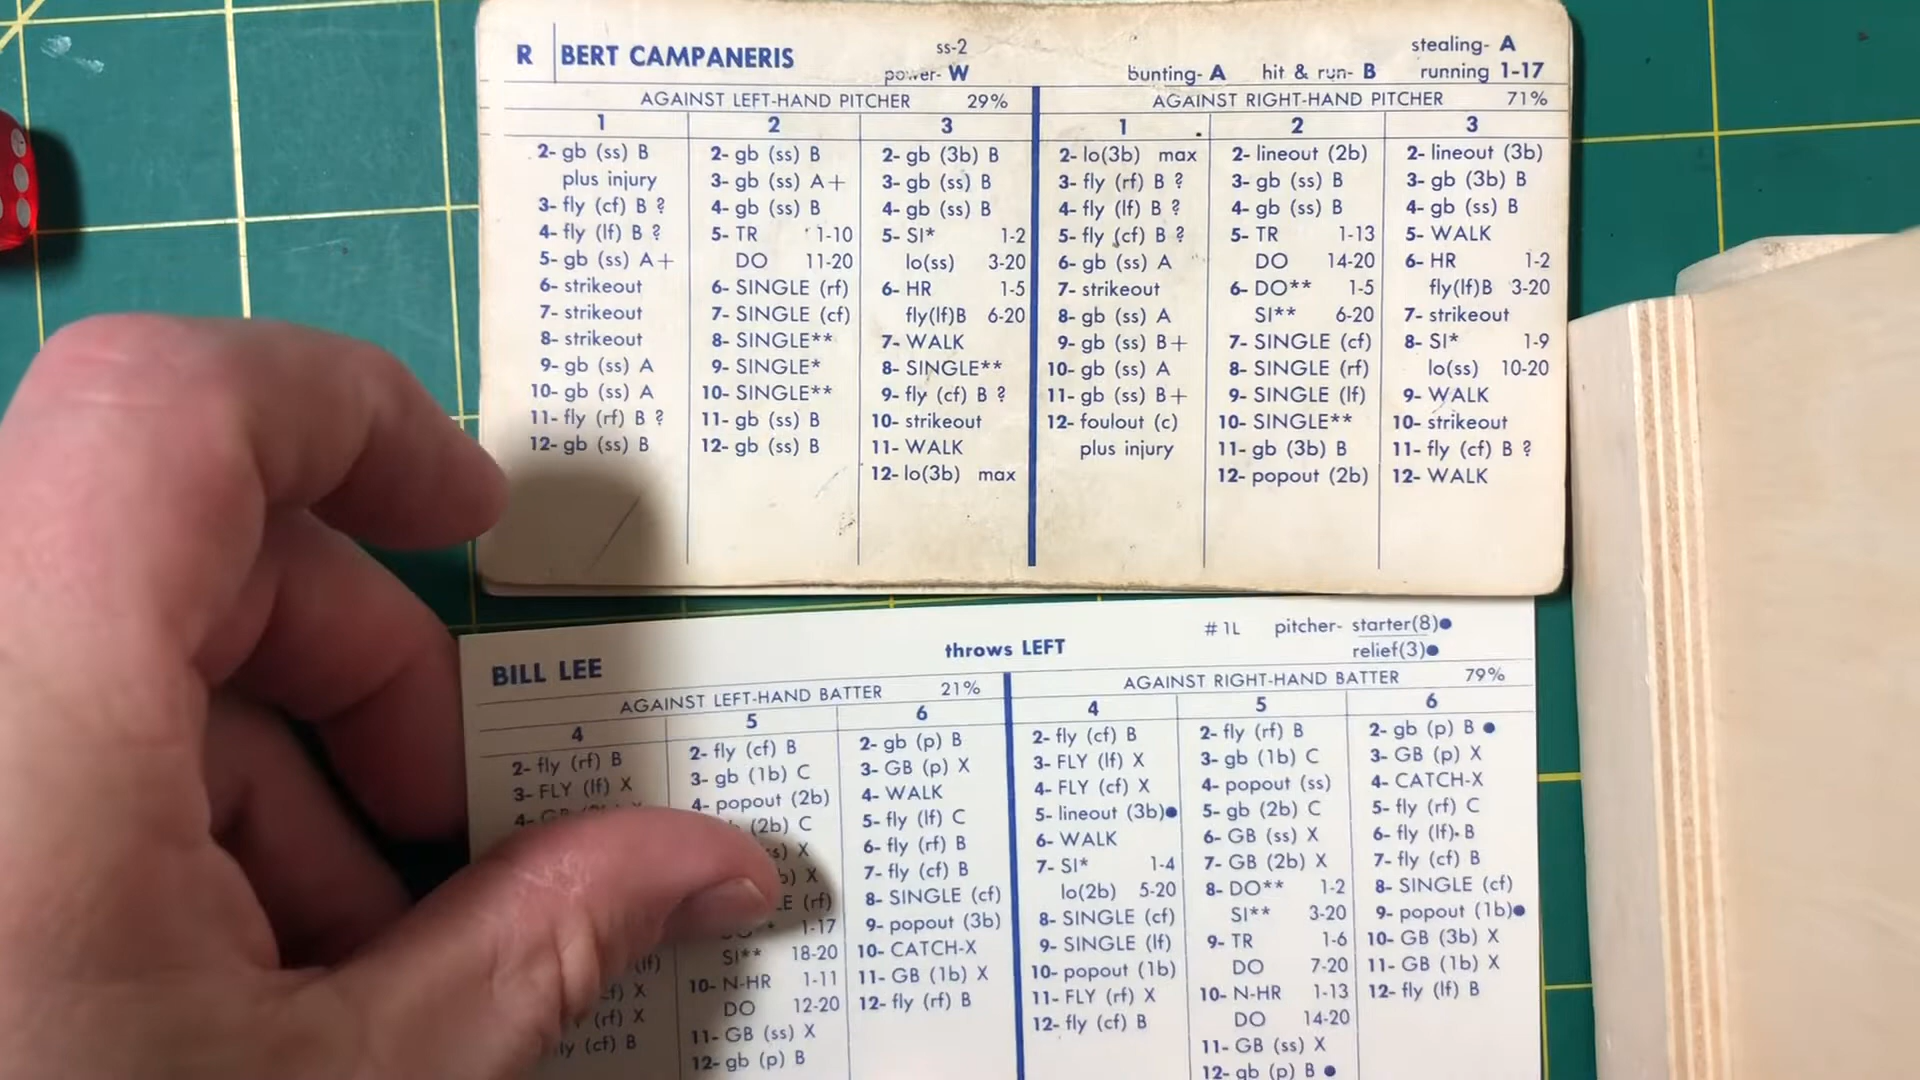 R BERT CAMPANERIS ss-2 stealing- A
power- W bunting- A hit & run- B running 1-17
AGAINST LEFT-HAND PITCHER 29%
1
2- gb (ss) B
plus injury
3- fly (cf) B ?
4- fly (lf) B ?
5- gb (ss) A+
6- strikeout
7- strikeout
8- strikeout
9- gb (ss) A
10- gb (ss) A
11- fly (rf) B ?
12- gb (ss) B
2
2- gb (ss) B
3- gb (ss) A+
4- gb (ss) B
5- TR 1-10
DO 11-20
6- SINGLE (rf)
7- SINGLE (cf)
8- SINGLE**
9- SINGLE*
10- SINGLE**
11- gb (ss) B
12- gb (ss) B
3
2- gb (3b) B
3- gb (ss) B
4- gb (ss) B
5- SI* 1-2
lo(ss) 3-20
6- HR 1-5
fly(lf)B 6-20
7- WALK
8- SINGLE**
9- fly (cf) B ?
10- strikeout
11- WALK
12- lo(3b) max
AGAINST RIGHT-HAND PITCHER 71%
1
2- lo(3b) max
3- fly (rf) B ?
4- fly (lf) B ?
5- fly (cf) B ?
6- gb (ss) A
7- strikeout
8- gb (ss) A
9- gb (ss) B+
10- gb (ss) A
11- gb (ss) B+
12- foulout (c)
plus injury
2
2- lineout (2b)
3- gb (ss) B
4- gb (ss) B
5- TR 1-13
DO 14-20
6- DO** 1-5
SI** 6-20
7- SINGLE (cf)
8- SINGLE (rf)
9- SINGLE (lf)
10- SINGLE**
11- gb (3b) B
12- popout (2b)
3
2- lineout (3b)
3- gb (3b) B
4- gb (ss) B
5- WALK
6- HR 1-2
fly(lf)B 3-20
7- strikeout
8- SI* 1-9
lo(ss) 10-20
9- WALK
10- strikeout
11- fly (cf) B ?
12- WALK
BILL LEE throws LEFT #1L pitcher- starter(8)●
relief(3)●
AGAINST LEFT-HAND BATTER 21%
4
2- fly (rf) B
3- FLY (lf) X
4-
(lf)
X
(rf) X
(cf) B
5
2- fly (cf) B
3- gb (1b) C
4- popout (2b)
(2b) C
X
X
(rf)
1-17
SI** 18-20
10- N-HR 1-11
DO 12-20
11- GB (ss) X
12- gb (p) B
6
2- gb (p) B
3- GB (p) X
4- WALK
5- fly (lf) C
6- fly (rf) B
7- fly (cf) B
8- SINGLE (cf)
9- popout (3b)
10- CATCH-X
11- GB (1b) X
12- fly (rf) B
AGAINST RIGHT-HAND BATTER 79%
4
2- fly (cf) B
3- FLY (lf) X
4- FLY (cf) X
5- lineout (3b)●
6- WALK
7- SI* 1-4
lo(2b) 5-20
8- SINGLE (cf)
9- SINGLE (lf)
10- popout (1b)
11- FLY (rf) X
12- fly (cf) B
5
2- fly (rf) B
3- gb (1b) C
4- popout (ss)
5- gb (2b) C
6- GB (ss) X
7- GB (2b) X
8- DO** 1-2
SI** 3-20
9- TR 1-6
DO 7-20
10- N-HR 1-13
DO 14-20
11- GB (ss) X
12- gb (p) B ●
6
2- gb (p) B ●
3- GB (p) X
4- CATCH-X
5- fly (rf) C
6- fly (lf) B
7- fly (cf) B
8- SINGLE (cf)
9- popout (1b)●
10- GB (3b) X
11- GB (1b) X
12- fly (lf) B